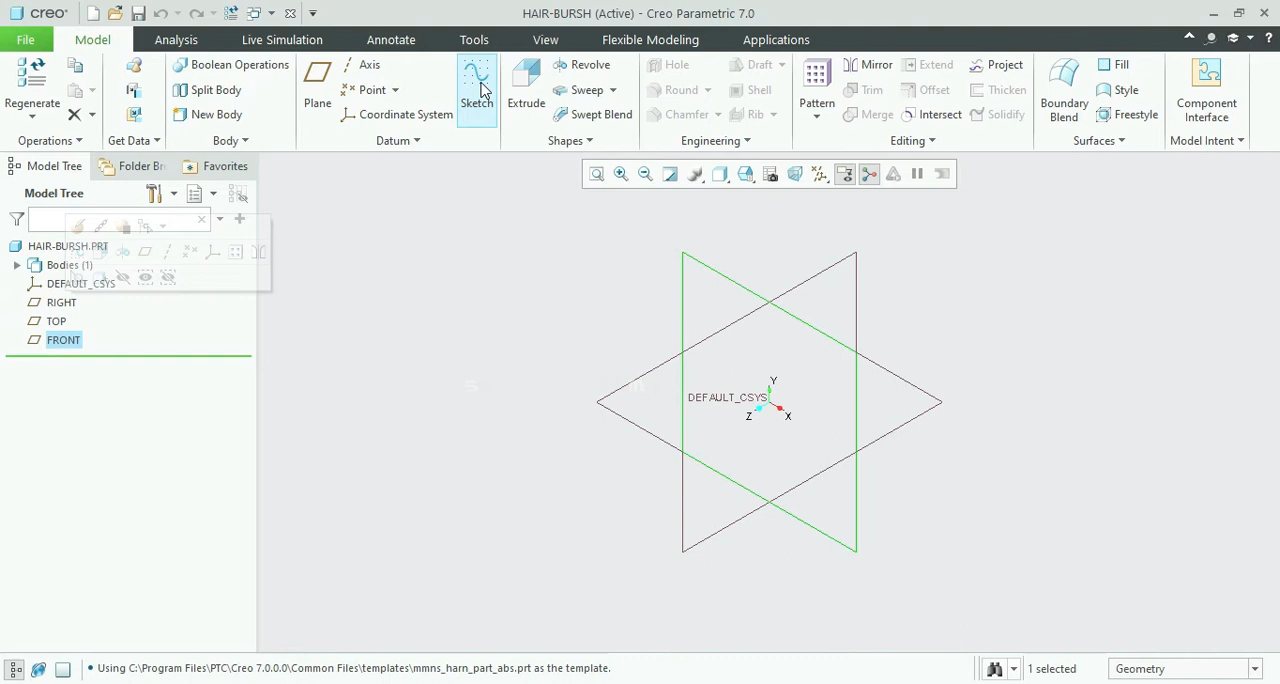 creo
HAIR-BURSH (Active) - Creo Parametric 7.0
File Model Analysis Live Simulation Annotate Tools View Flexible Modeling Applications
Regenerate
Operations
Get Data
Boolean Operations
Split Body
New Body
Body
Plane
Axis
Point
Coordinate System
Sketch
Datum
Extrude
Revolve
Sweep
Swept Blend
Shapes
Hole Draft
Round Shell
Chamfer Rib
Engineering
Pattern
Mirror Extend Project
Trim Offset Thicken
Merge Intersect Solidify
Editing
Boundary Blend
Fill
Style
Freestyle
Surfaces
Component Interface
Model Intent
Model Tree Folder Br Favorites
Model Tree
HAIR-BURSH.PRT
Bodies (1)
DEFAULT_CSYS
RIGHT
TOP
FRONT
Y
DEFAULT_CSYS
Z X
• Using C:\Program Files\PTC\Creo 7.0.0.0\Common Files\templates\mmns_harn_part_abs.prt as the template.
1 selected
Geometry